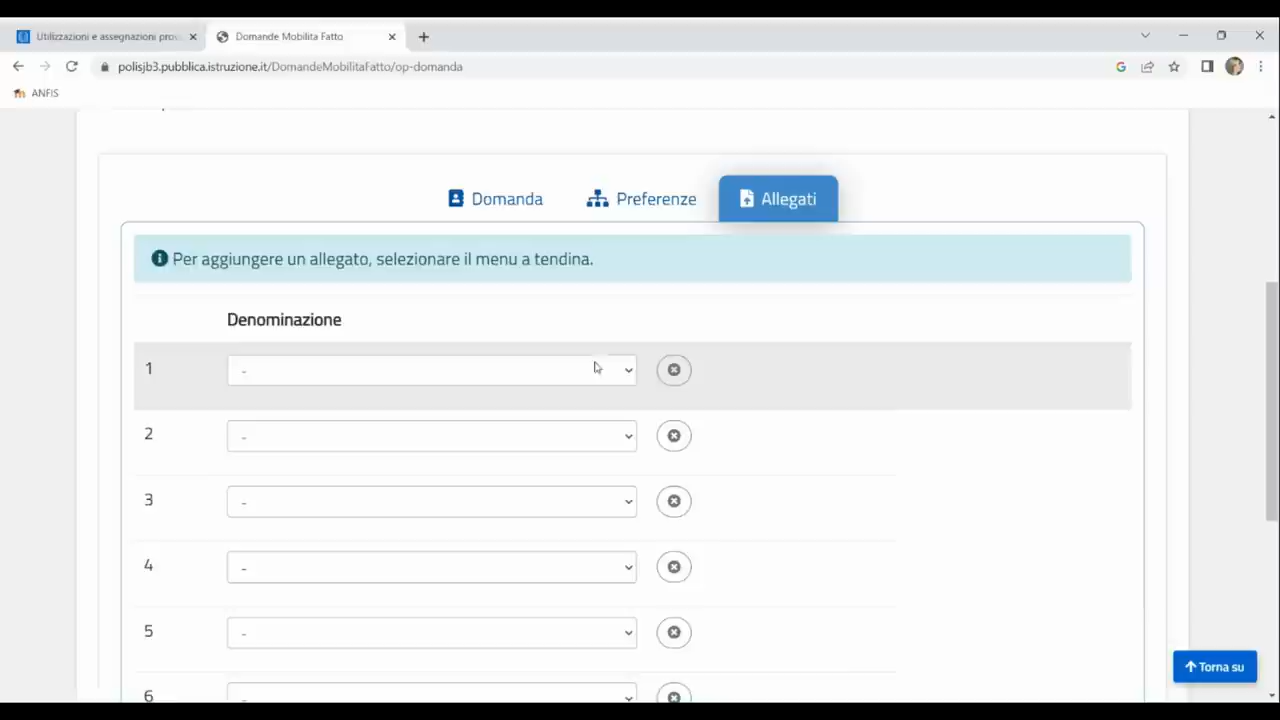 Utilizzazioni e assegnazioni prov
Domande Mobilita Fatto
polisjb3.pubblica.istruzione.it/DomandeMobilitaFatto/op-domanda
ANFIS
Domanda
Preferenze
Allegati
Per aggiungere un allegato, selezionare il menu a tendina.
Denominazione
1 -
2 -
3 -
4 -
5 -
6 -
Torna su